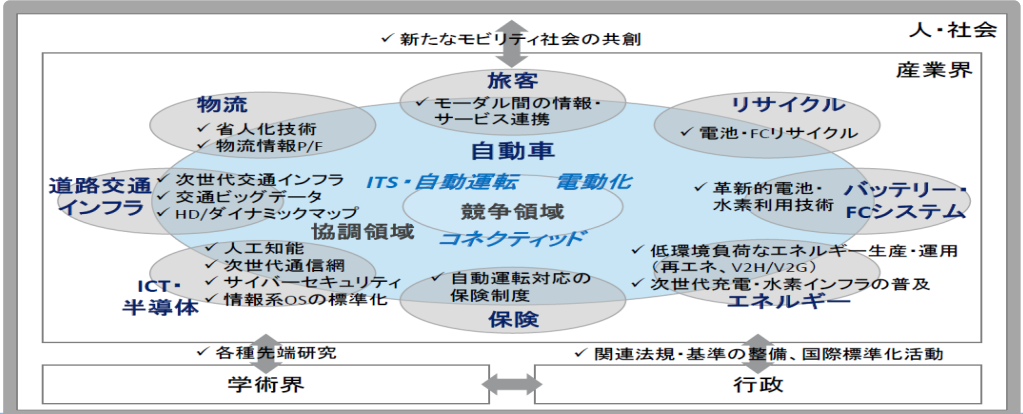 人・社会
✓ 新たなモビリティ社会の共創
産業界
旅客
✓ モーダル間の情報・
サービス連携
物流
✓ 省人化技術
✓ 物流情報P/F
リサイクル
✓ 電池・FCリサイクル
自動車
道路交通
インフラ
✓ 次世代交通インフラ
✓ 交通ビッグデータ
✓ HD/ダイナミックマップ
ITS・自動運転 電動化
競争領域
協調領域
コネクティッド
✓ 革新的電池・
水素利用技術
バッテリー・
FCシステム
ICT・
半導体
✓ 人工知能
✓ 次世代通信網
✓ サイバーセキュリティ
✓ 情報系OSの標準化
✓ 自動運転対応の
保険制度
保険
✓ 低環境負荷なエネルギー生産・運用
（再エネ、V2H/V2G）
✓ 次世代充電・水素インフラの普及
エネルギー
✓ 各種先端研究
✓ 関連法規・基準の整備、国際標準化活動
学術界
行政